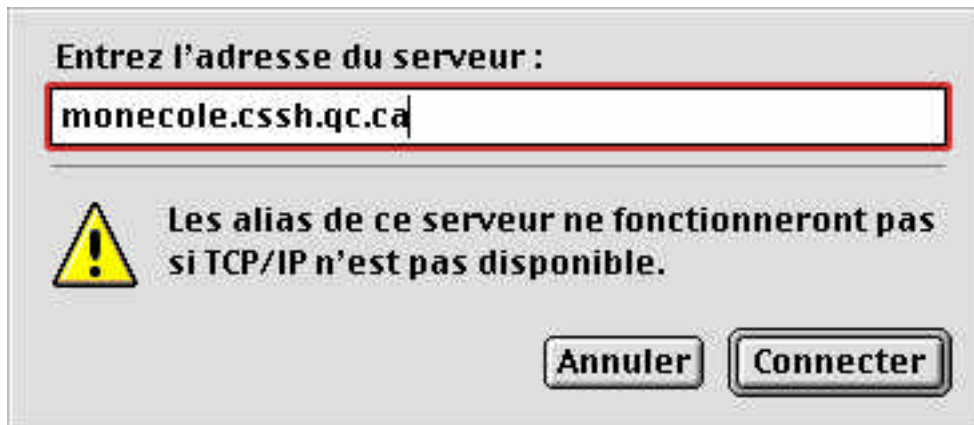 Entrez l'adresse du serveur :
monecole.cssh.qc.ca
Les alias de ce serveur ne fonctionneront pas
si TCP/IP n'est pas disponible.
Annuler Connecter